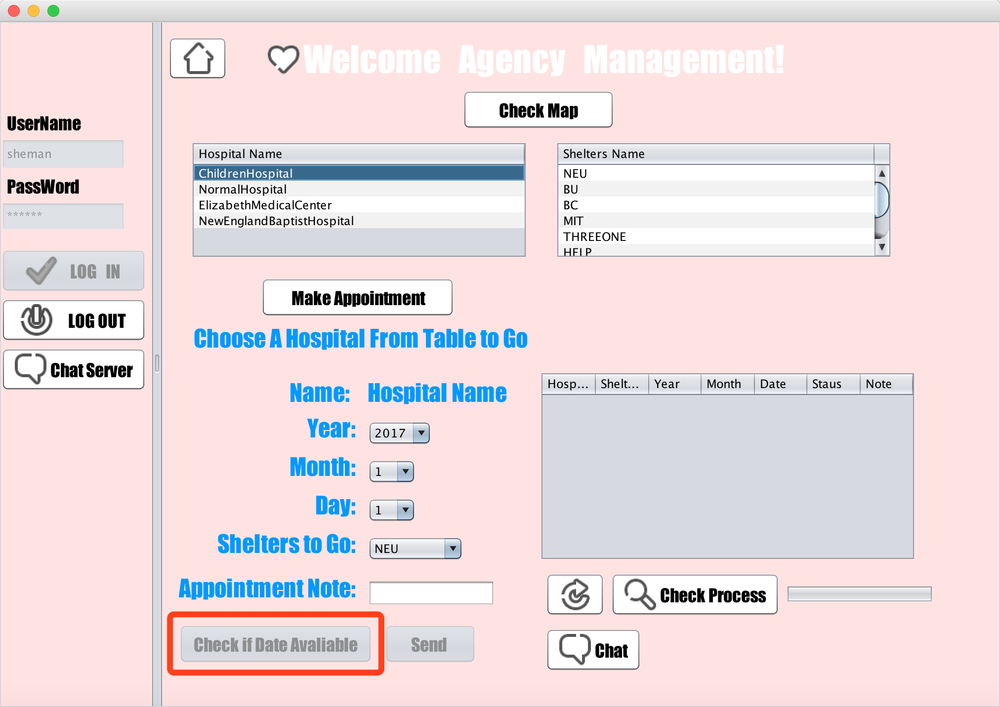 Welcome Agency Management!
Check Map
UserName
sheman
PassWord
******
LOG IN
LOG OUT
Chat Server
Hospital Name
ChildrenHospital
NormalHospital
ElizabethMedicalCenter
NewEnglandBaptistHospital
Shelters Name
NEU
BU
BC
MIT
THREEONE
HELP
Make Appointment
Choose A Hospital From Table to Go
Name: Hospital Name
Year: 2017
Month: 1
Day: 1
Shelters to Go: NEU
Appointment Note:
Check if Date Avaliable
Send
Hosp... Shelt... Year Month Date Staus Note
Check Process
Chat